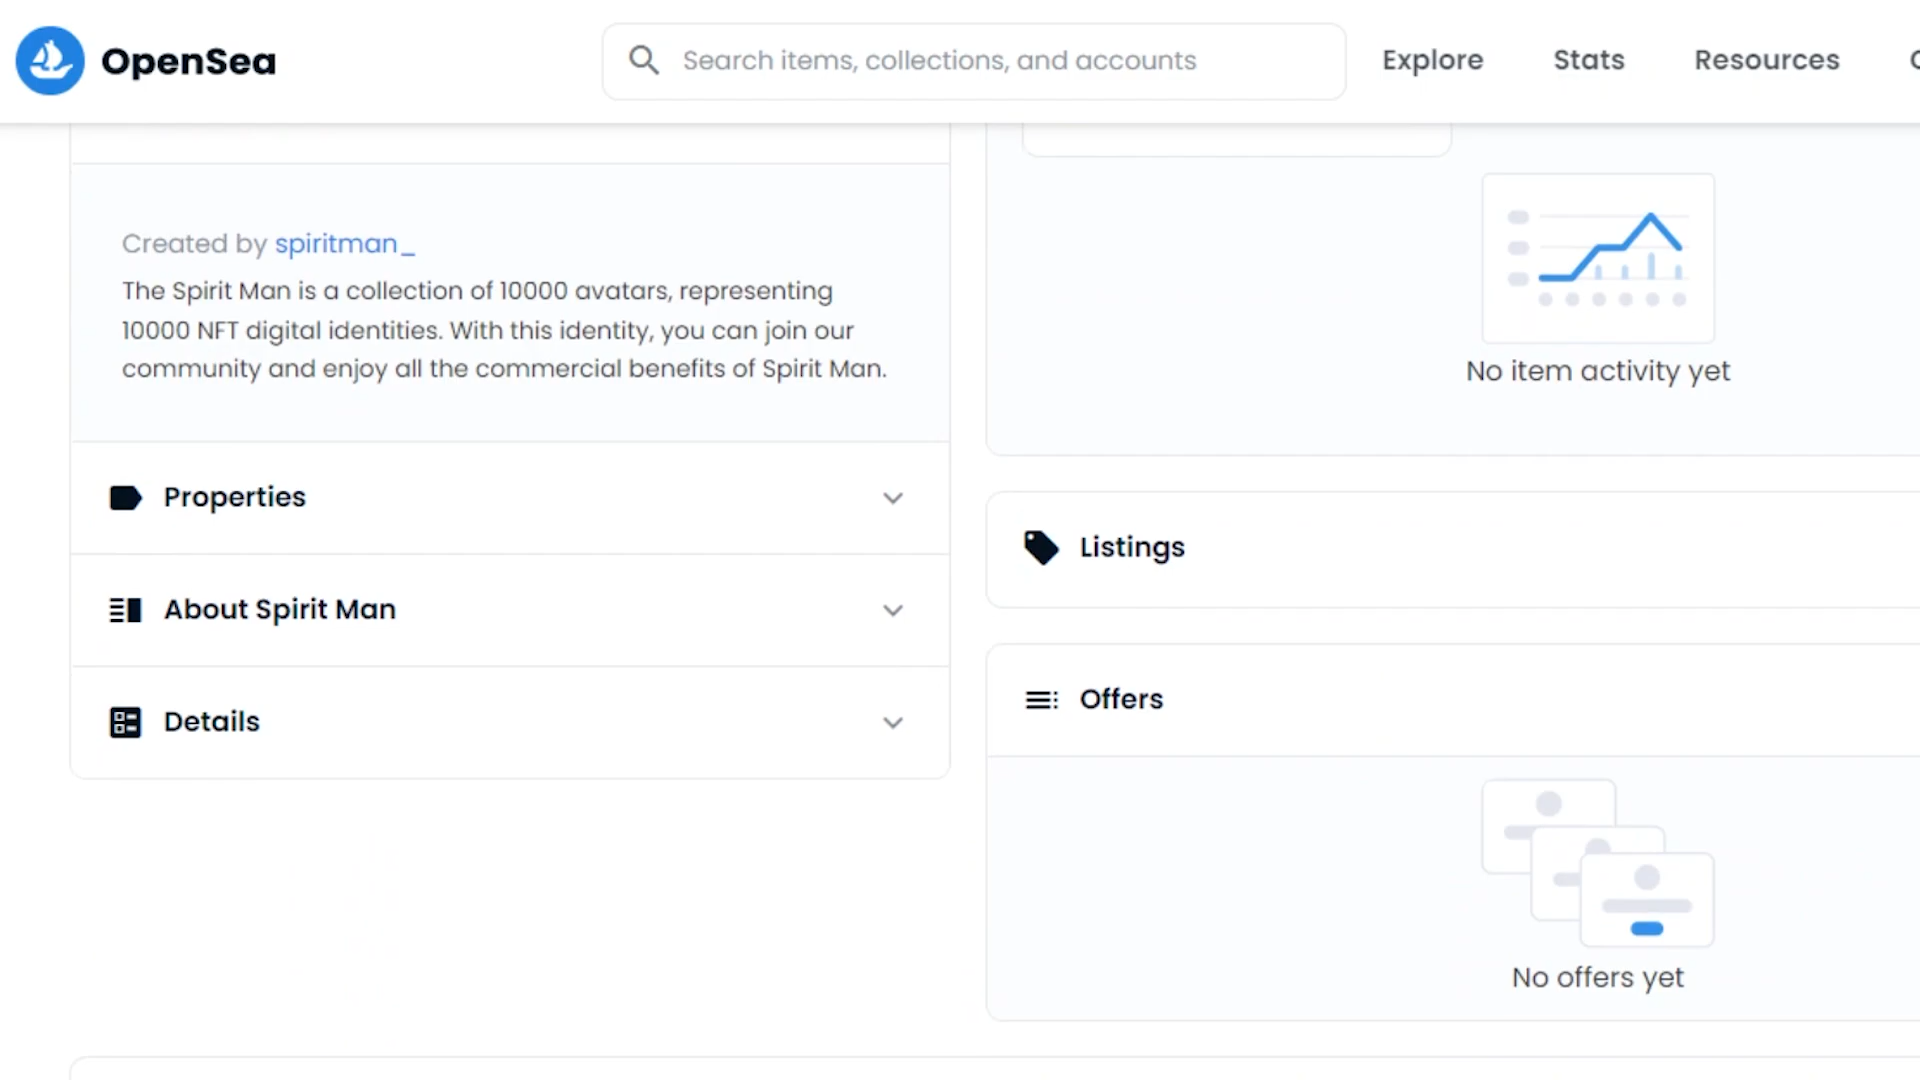 OpenSea
Search items, collections, and accounts
Explore
Stats
Resources
Created by spiritman_
The Spirit Man is a collection of 10000 avatars, representing
10000 NFT digital identities. With this identity, you can join our
community and enjoy all the commercial benefits of Spirit Man.
Properties
About Spirit Man
Details
No item activity yet
Listings
Offers
No offers yet